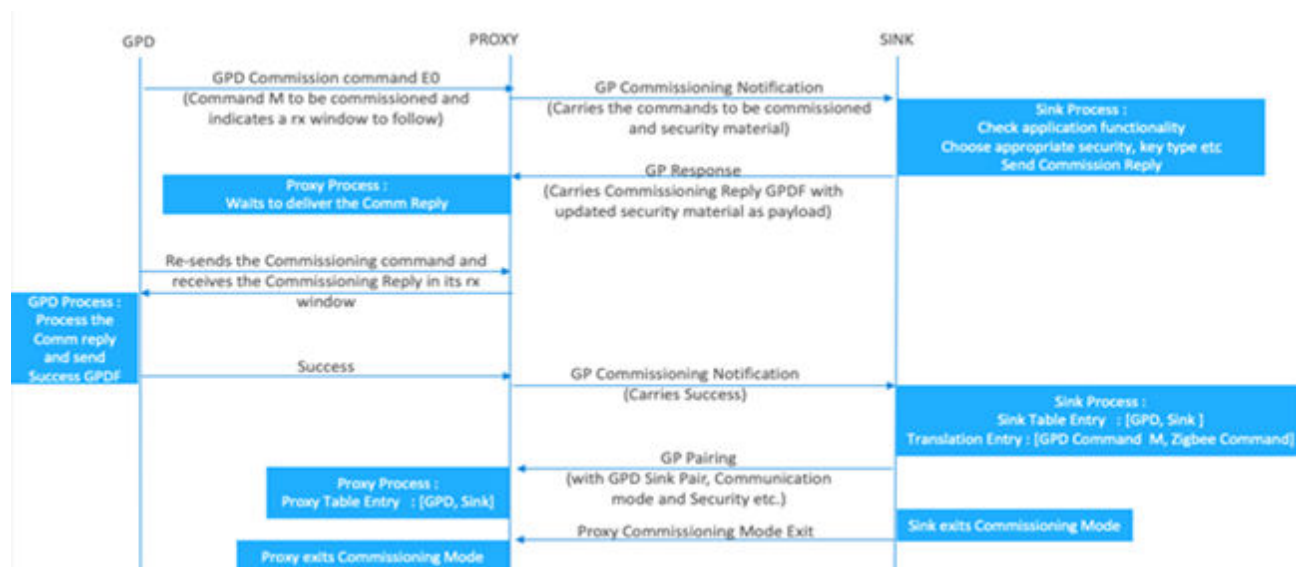 GPD
PROXY
SINK
GPD Commission command E0
(Command M to be commissioned and
indicates a rx window to follow)
GP Commissioning Notification
(Carries the commands to be commissioned
and security material)
Sink Process :
Check application functionality
Choose appropriate security, key type etc
Send Commission Reply
GP Response
(Carries Commissioning Reply GPDF with
updated security material as payload)
Proxy Process :
Waits to deliver the Comm Reply
Re-sends the Commissioning command and
receives the Commissioning Reply in its rx
window
GPD Process :
Process the
Comm reply
and send
Success GPDF
Success
GP Commissioning Notification
(Carries Success)
Sink Process :
Sink Table Entry : [GPD, Sink ]
Translation Entry : [GPD Command M, Zigbee Command]
GP Pairing
(with GPD Sink Pair, Communication
mode and Security etc.)
Proxy Process :
Proxy Table Entry : [GPD, Sink]
Sink exits Commissioning Mode
Proxy Commissioning Mode Exit
Proxy exits Commissioning Mode